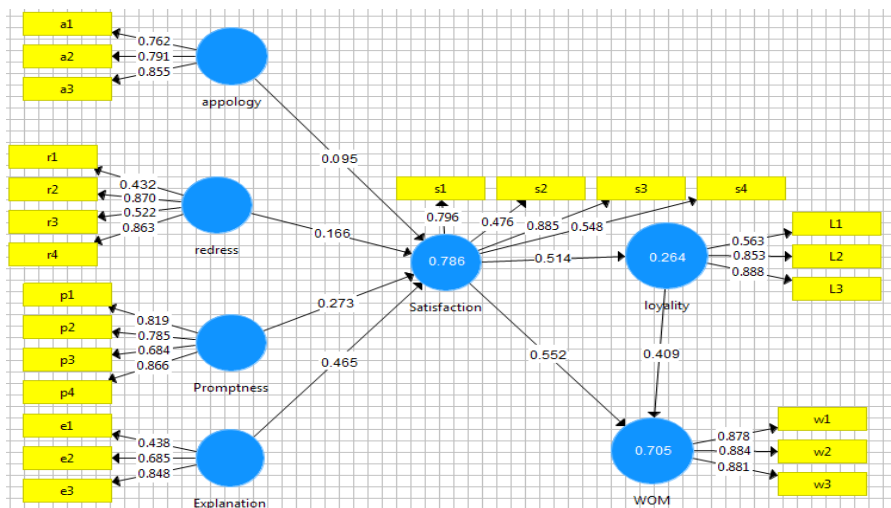 a1
0.762
a2
0.791
a3
0.855
appology
0.095
r1
0.432
r2
0.870
r3
0.522
r4
0.863
redress
0.166
s1
s2
s3
s4
0.796
0.476
0.885
0.548
0.786
Satisfaction
0.514
0.264
loyality
L1
0.563
L2
0.853
L3
0.888
p1
0.819
p2
0.785
p3
0.684
p4
0.866
Promptness
0.273
0.465
0.552
0.409
e1
0.438
e2
0.685
e3
0.848
Explanation
0.705
WOM
w1
0.878
w2
0.884
w3
0.881